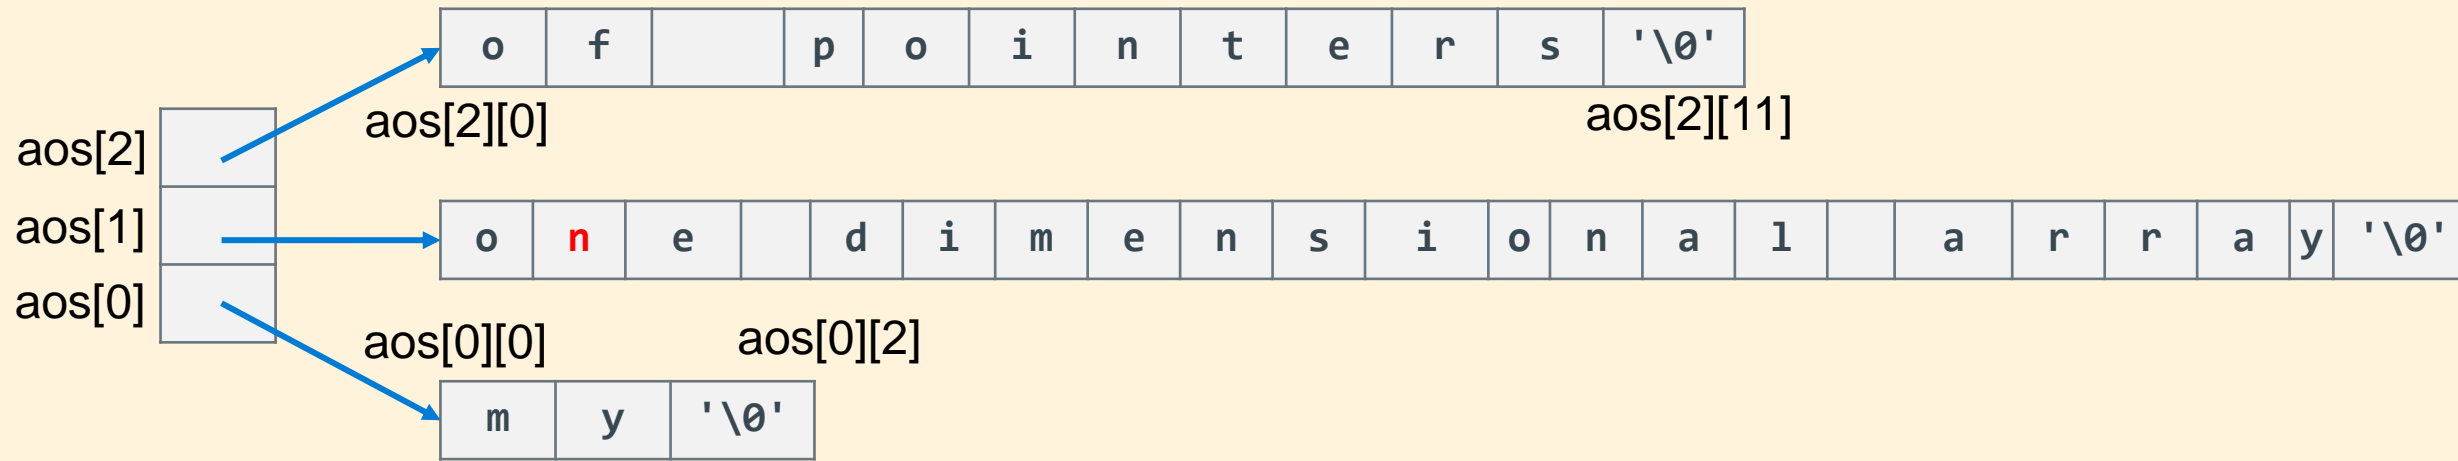 o f p o i n t e r s '\0'
aos[2][0] aos[2][11]
aos[2]
aos[1] o n e d i m e n s i o n a l a r r a y '\0'
aos[0]
aos[0][0] aos[0][2]
m y '\0'